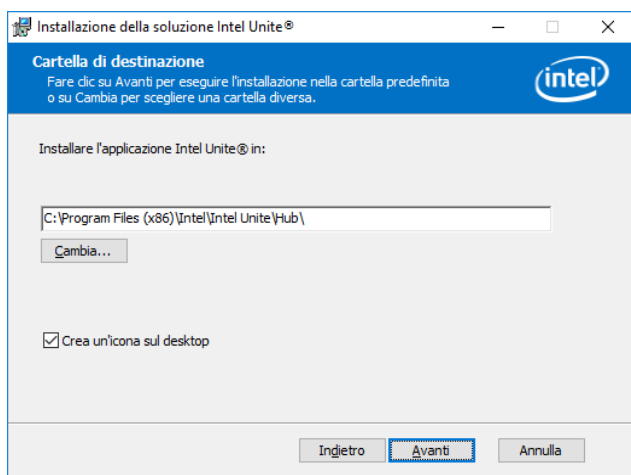 Installazione della soluzione Intel Unite®
Cartella di destinazione
Fare clic su Avanti per eseguire l'installazione nella cartella predefinita
o su Cambia per scegliere una cartella diversa.
intel
Installare l'applicazione Intel Unite® in:
C:\Program Files (x86)\Intel\Intel Unite\Hub\
Cambia...
Crea un'icona sul desktop
Indietro Avanti Annulla